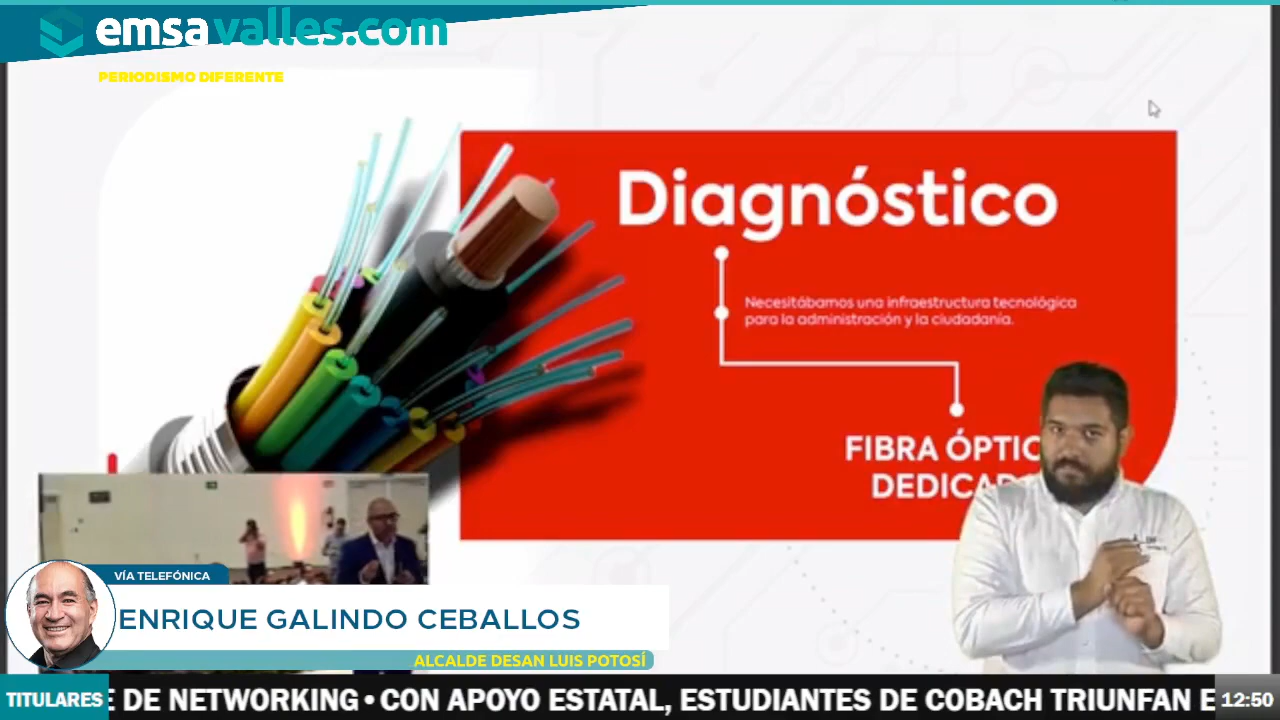 emsavalles.com
PERIODISMO DIFERENTE
Diagnóstico
Necesitábamos una infraestructura tecnológica
para la administración y la ciudadanía.
FIBRA ÓPTIC
DEDICAD
VÍA TELEFÓNICA
ENRIQUE GALINDO CEBALLOS
ALCALDE DESAN LUIS POTOSÍ
TITULARES E DE NETWORKING • CON APOYO ESTATAL, ESTUDIANTES DE COBACH TRIUNFAN E 12:50